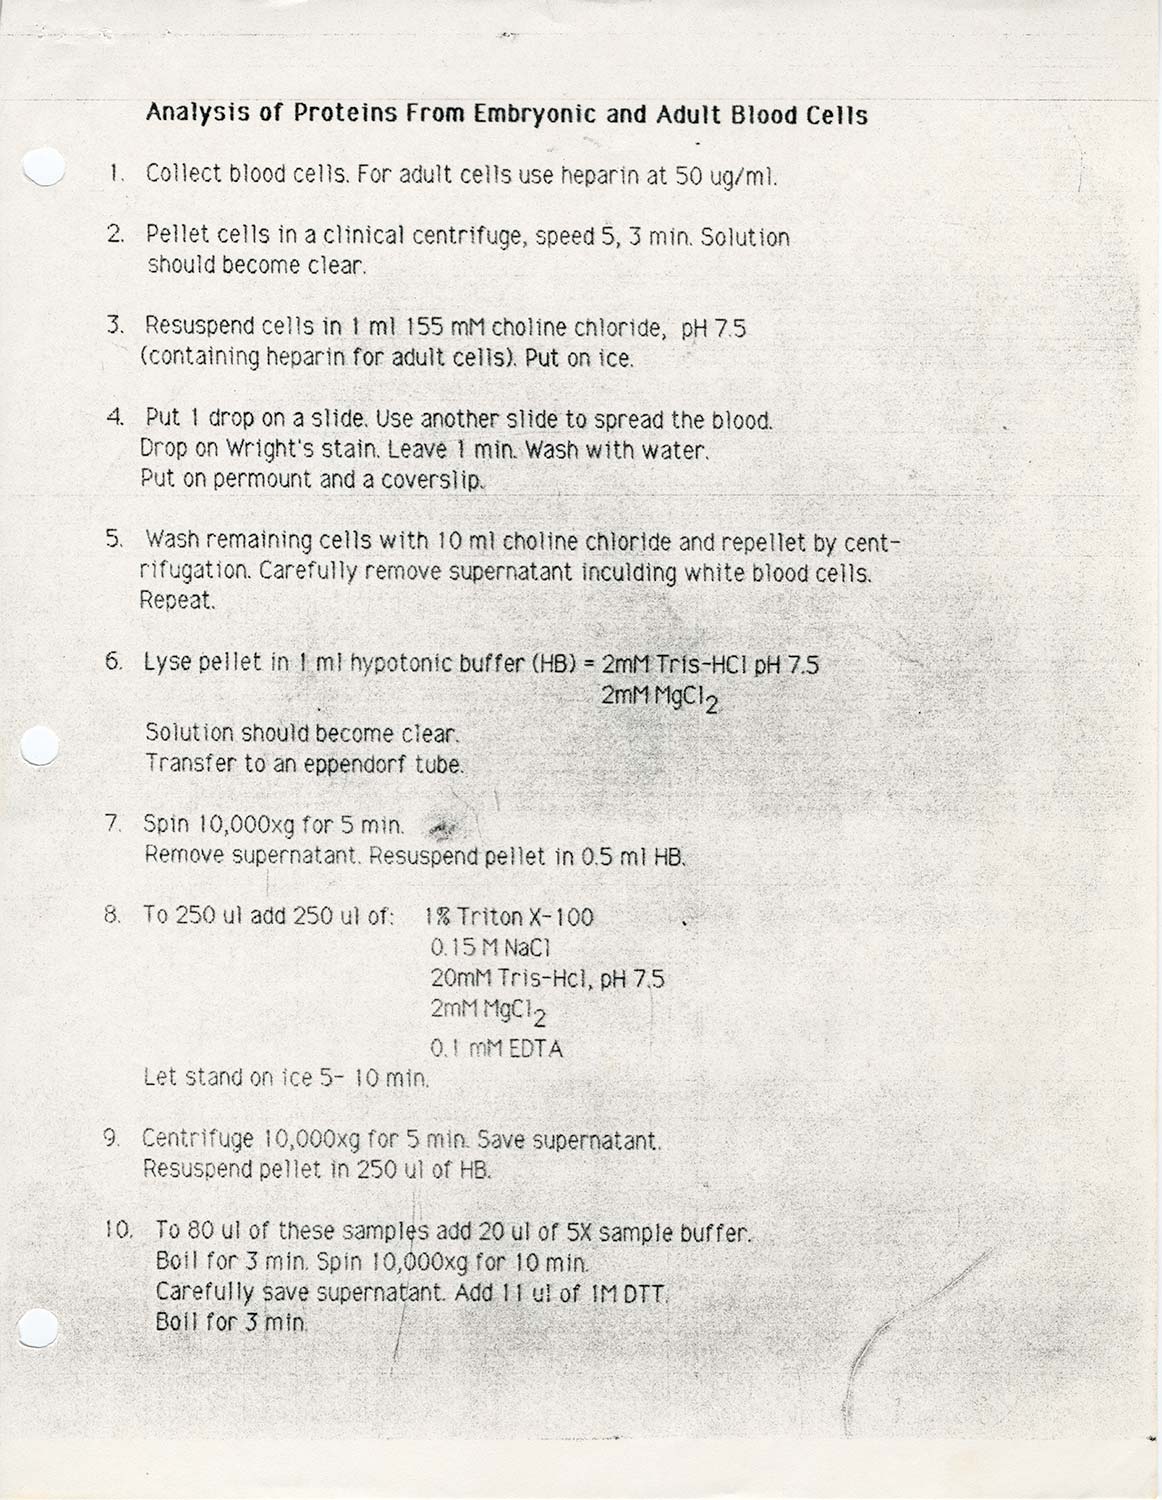 Analysis of Proteins From Embryonic and Adult Blood Cells
1. Collect blood cells. For adult cells use heparin at 50 ug/ml.
2. Pellet cells in a clinical centrifuge, speed 5, 3 min. Solution
should become clear.
3. Resuspend cells in 1 ml 155 mM choline chloride, pH 7.5
(containing heparin for adult cells). Put on ice.
4. Put 1 drop on a slide. Use another slide to spread the blood.
Drop on Wright's stain. Leave 1 min. Wash with water.
Put on permount and a coverslip.
5. Wash remaining cells with 10 ml choline chloride and repellet by cent-
rifugation. Carefully remove supernatant inculding white blood cells.
Repeat.
6. Lyse pellet in 1 ml hypotonic buffer (HB) = 2mM Tris-HCl pH 7.5
2mM MgCl2
Solution should become clear.
Transfer to an eppendorf tube.
7. Spin 10,000xg for 5 min.
Remove supernatant. Resuspend pellet in 0.5 ml HB.
8. To 250 ul add 250 ul of: 1% Triton X-100
0.15 M NaCl
20mM Tris-Hcl, pH 7.5
2mM MgCl2
0.1 mM EDTA
Let stand on ice 5- 10 min.
9. Centrifuge 10,000xg for 5 min. Save supernatant.
Resuspend pellet in 250 ul of HB.
10. To 80 ul of these samples add 20 ul of 5X sample buffer.
Boil for 3 min. Spin 10,000xg for 10 min.
Carefully save supernatant. Add 11 ul of 1M DTT.
Boil for 3 min.